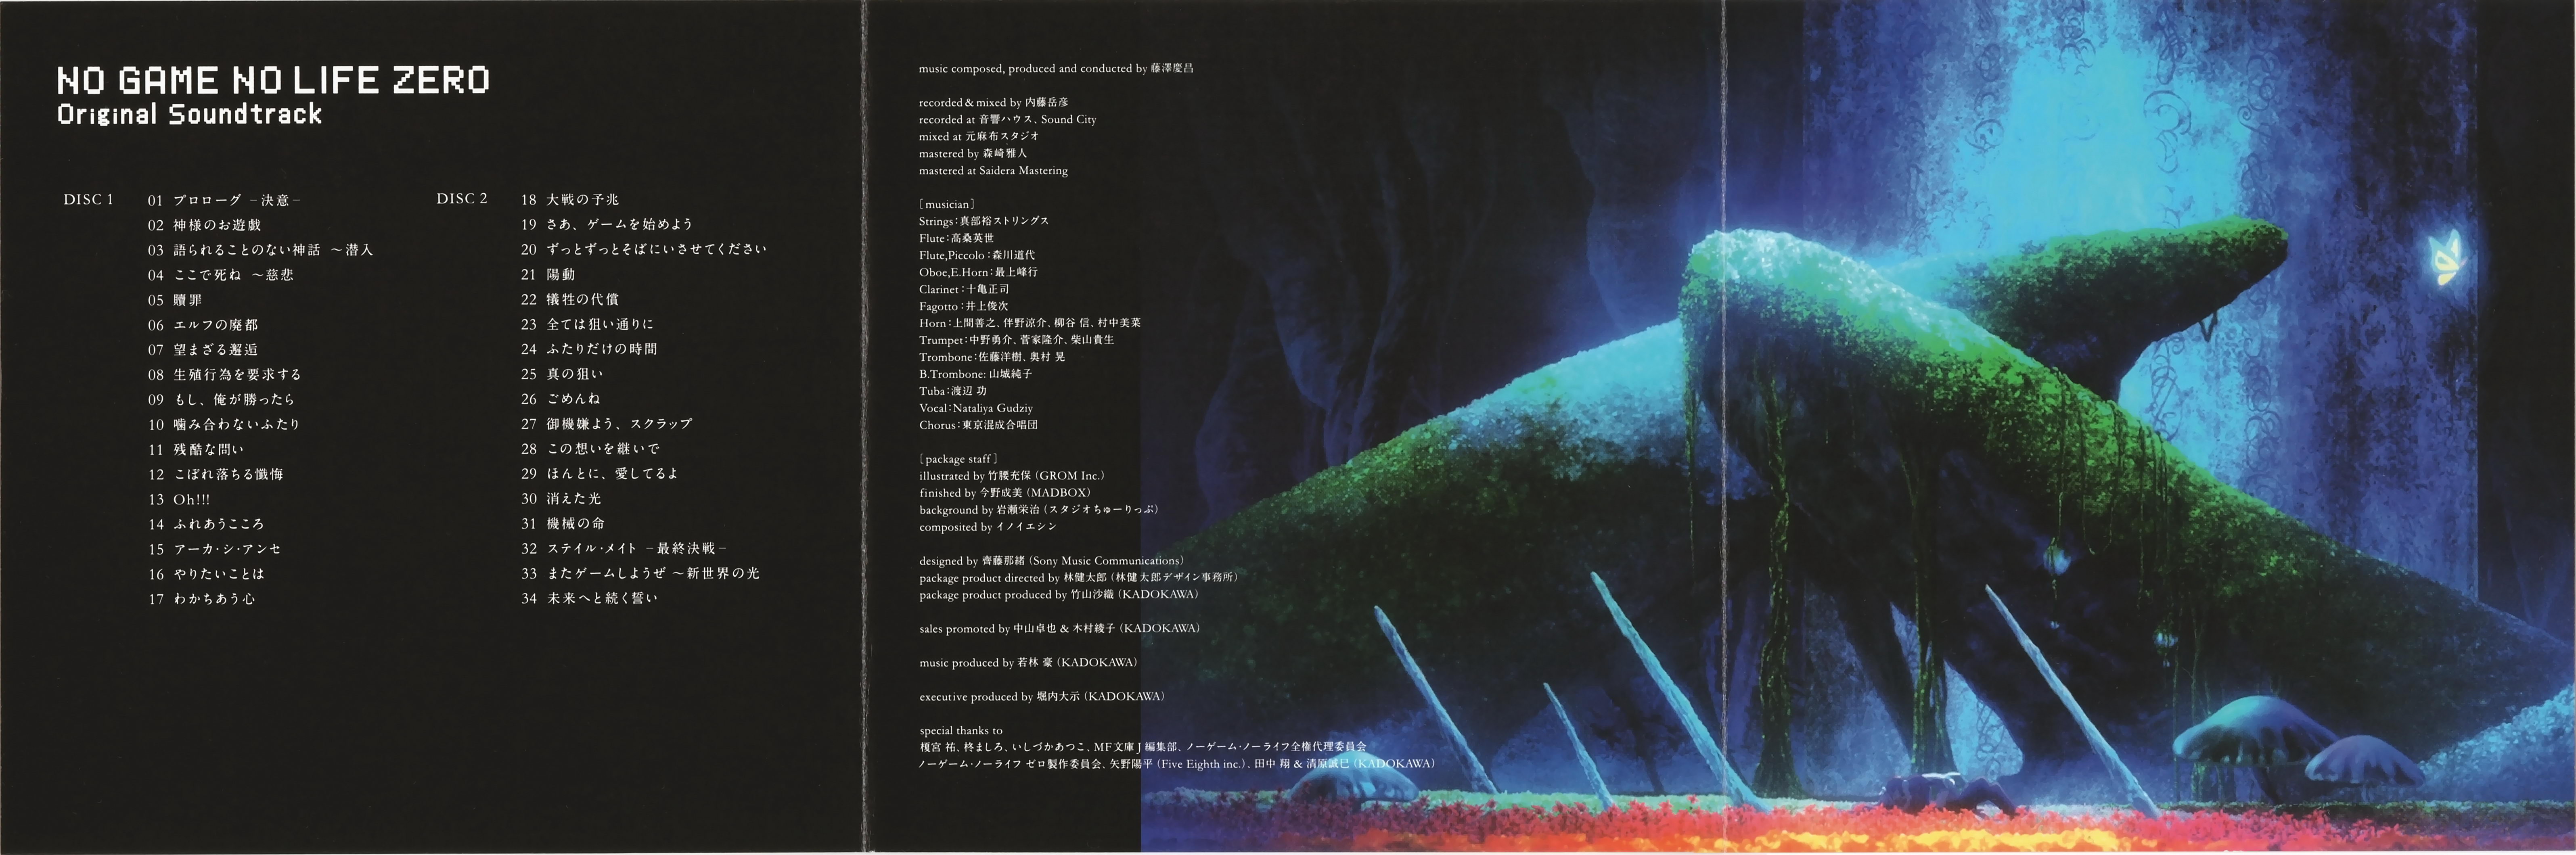 NO GAME NO LIFE ZERO
Original Soundtrack
DISC 1
01 プロローグ －決意－
02 神様のお遊戯
03 語られることのない神話 ～潜入
04 ここで死ね ～慈悲
05 贖罪
06 エルフの廃都
07 望まざる邂逅
08 生殖行為を要求する
09 もし、俺が勝ったら
10 噛み合わないふたり
11 残酷な問い
12 こぼれ落ちる懺悔
13 Oh!!!
14 ふれあうこころ
15 アーカ・シ・アンセ
16 やりたいことは
17 わかちあう心
DISC 2
18 大戦の予兆
19 さあ、ゲームを始めよう
20 ずっとずっとそばにいさせてください
21 陽動
22 犠牲の代償
23 全ては狙い通りに
24 ふたりだけの時間
25 真の狙い
26 ごめんね
27 御機嫌よう、スクラップ
28 この想いを継いで
29 ほんとに、愛してるよ
30 消えた光
31 機械の命
32 ステイル・メイト －最終決戦－
33 またゲームしようぜ ～新世界の光
34 未来へと続く誓い
music composed, produced and conducted by 藤澤慶昌
recorded & mixed by 内藤岳彦
recorded at 音響ハウス, Sound City
mixed at 元麻布スタジオ
mastered by 森崎雅人
mastered at Saidera Mastering
[musician]
Strings：真部裕ストリングス
Flute：高桑英世
Flute,Piccolo：森川道代
Oboe,E.Horn：最上峰行
Clarinet：十亀正司
Fagotto：井上俊次
Horn：上間善之、伴野涼介、柳谷 信、村中美菜
Trumpet：中野勇介、菅家隆介、柴山貴生
Trombone：佐藤洋樹、奥村 晃
B.Trombone: 山城純子
Tuba：渡辺 功
Vocal：Nataliya Gudziy
Chorus：東京混成合唱団
[package staff]
illustrated by 竹腰充保（GROM Inc.）
finished by 今野成美（MADBOX）
background by 岩瀬栄治（スタジオちゅーりっぷ）
composited by イノイエシン
designed by 齊藤那緒（Sony Music Communications）
package product directed by 林健太郎（林健太郎デザイン事務所）
package product produced by 竹山沙織（KADOKAWA）
sales promoted by 中山卓也 & 木村綾子（KADOKAWA）
music produced by 若林 豪（KADOKAWA）
executive produced by 堀内大示（KADOKAWA）
special thanks to
榎宮 祐、柊ましろ、いしづかあつこ、MF文庫 J 編集部、ノーゲーム・ノーライフ全権代理委員会
ノーゲーム・ノーライフ ゼロ製作委員会、矢野陽平（Five Eighth inc.）、田中 翔 & 清原誠巳（KADOKAWA）